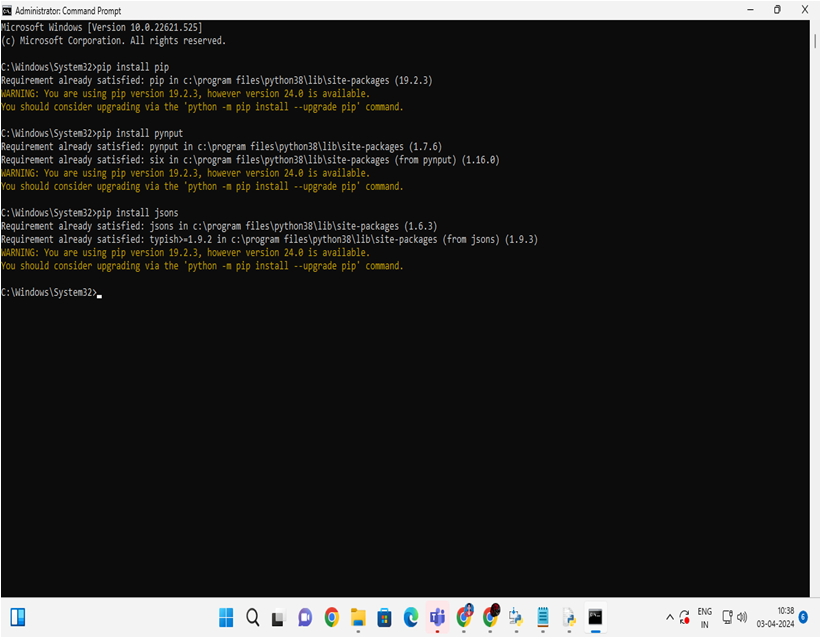 Administrator: Command Prompt
Microsoft Windows [Version 10.0.22621.525]
(c) Microsoft Corporation. All rights reserved.
C:\Windows\System32>pip install pip
Requirement already satisfied: pip in c:\program files\python38\lib\site-packages (19.2.3)
WARNING: You are using pip version 19.2.3, however version 24.0 is available.
You should consider upgrading via the 'python -m pip install --upgrade pip' command.
C:\Windows\System32>pip install pynput
Requirement already satisfied: pynput in c:\program files\python38\lib\site-packages (1.7.6)
Requirement already satisfied: six in c:\program files\python38\lib\site-packages (from pynput) (1.16.0)
WARNING: You are using pip version 19.2.3, however version 24.0 is available.
You should consider upgrading via the 'python -m pip install --upgrade pip' command.
C:\Windows\System32>pip install jsons
Requirement already satisfied: jsons in c:\program files\python38\lib\site-packages (1.6.3)
Requirement already satisfied: typish>=1.9.2 in c:\program files\python38\lib\site-packages (from jsons) (1.9.3)
WARNING: You are using pip version 19.2.3, however version 24.0 is available.
You should consider upgrading via the 'python -m pip install --upgrade pip' command.
C:\Windows\System32>
ENG
IN
10:38
03-04-2024
6